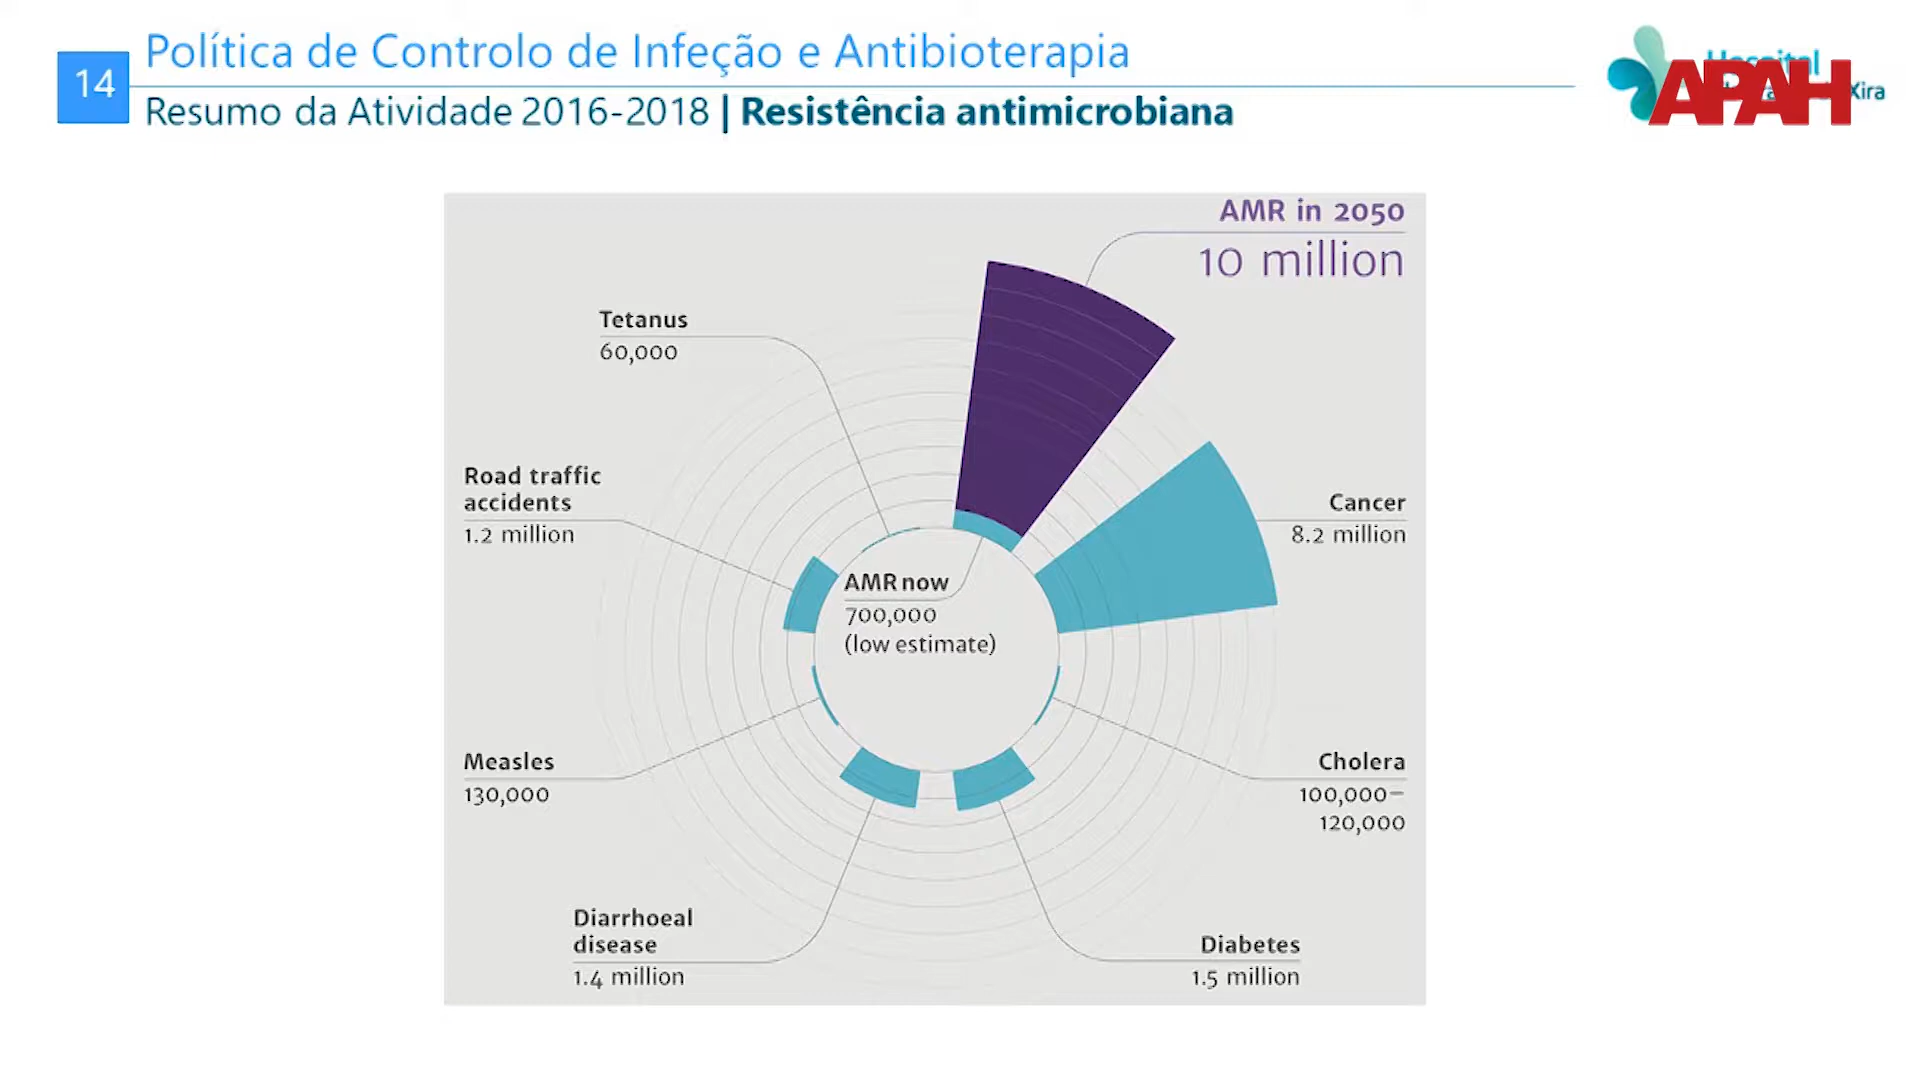 14
Política de Controlo de Infeção e Antibioterapia
Resumo da Atividade 2016-2018 | Resistência antimicrobiana
Hospital
APAH
Xira
AMR in 2050
10 million
Tetanus
60,000
Road traffic
accidents
1.2 million
Cancer
8.2 million
AMR now
700,000
(low estimate)
Measles
130,000
Cholera
100,000–
120,000
Diarrhoeal
disease
1.4 million
Diabetes
1.5 million